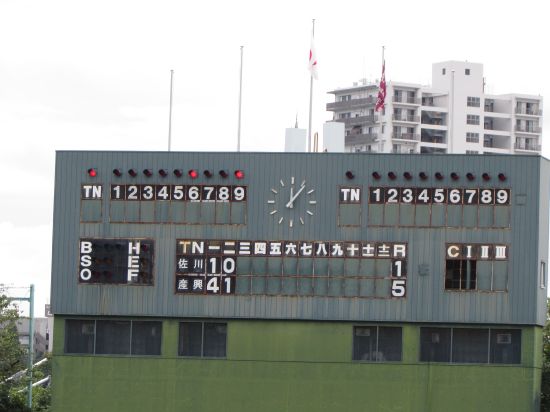 TN 1 2 3 4 5 6 7 8 9
TN 1 2 3 4 5 6 7 8 9
B H
S E
O F
TN 一 二 三 四 五 六 七 八 九 十 土 士 R
佐川 1 0 1
産興 4 1 5
C I II III